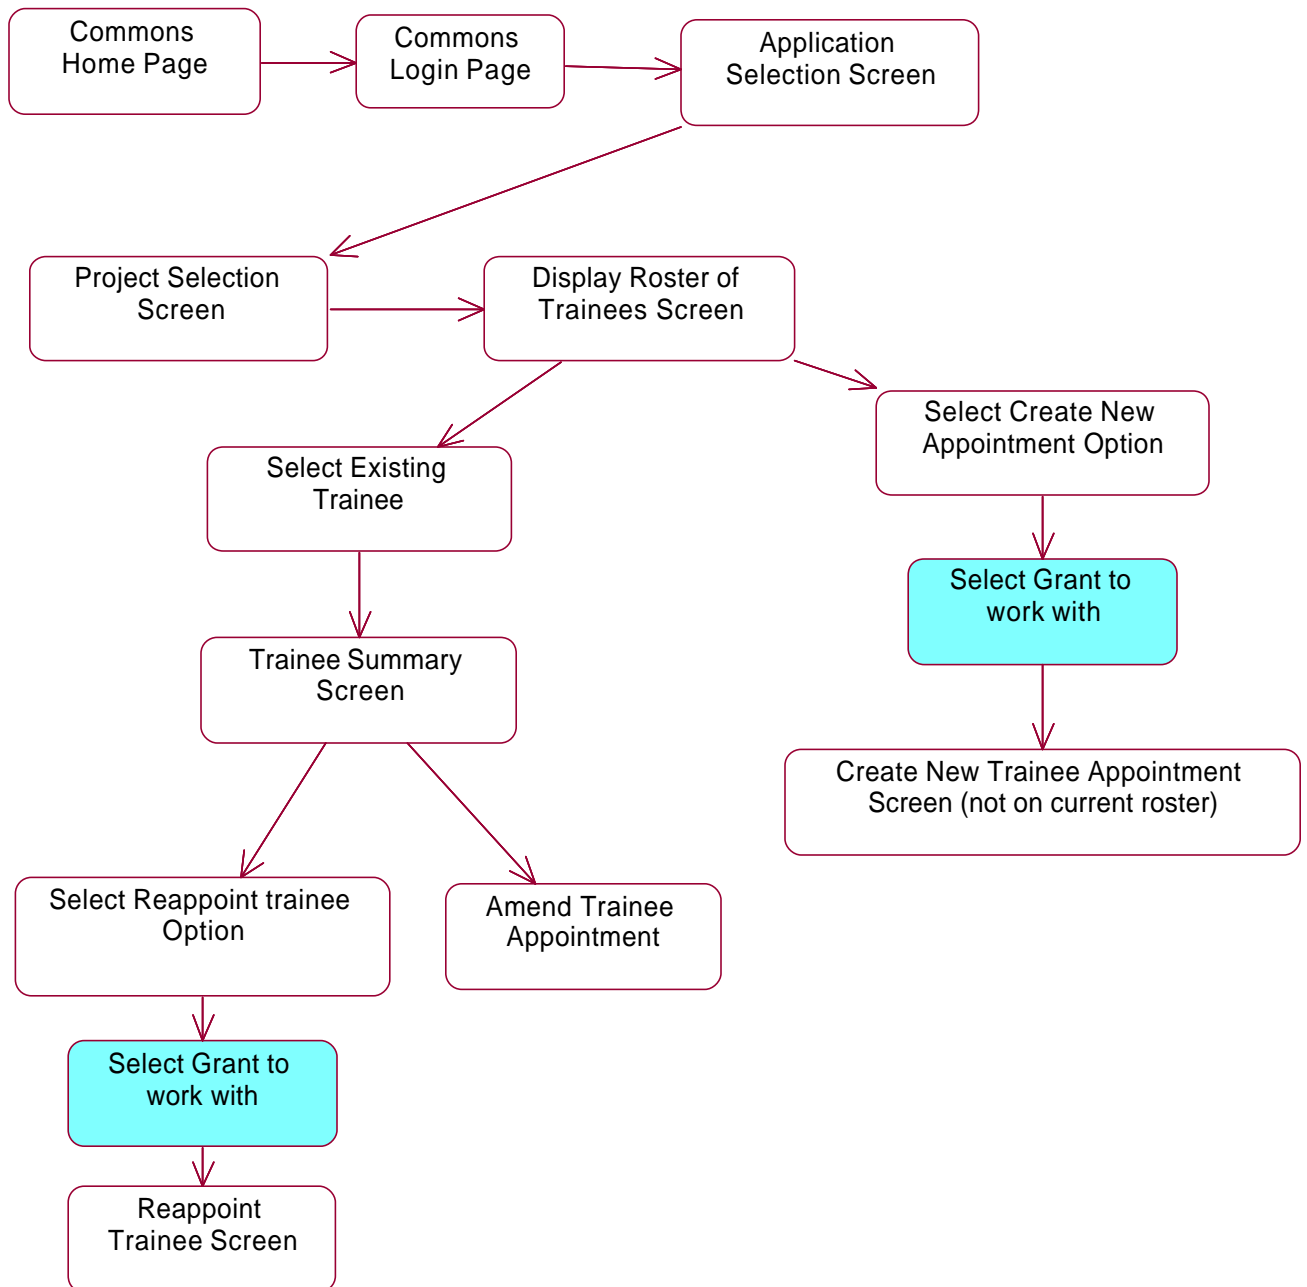 Commons
Home Page
Commons
Login Page
Application
Selection Screen
Project Selection
Screen
Display Roster of
Trainees Screen
Select Existing
Trainee
Select Create New
Appointment Option
Select Grant to
work with
Trainee Summary
Screen
Create New Trainee Appointment
Screen (not on current roster)
Select Reappoint trainee
Option
Amend Trainee
Appointment
Select Grant to
work with
Reappoint
Trainee Screen